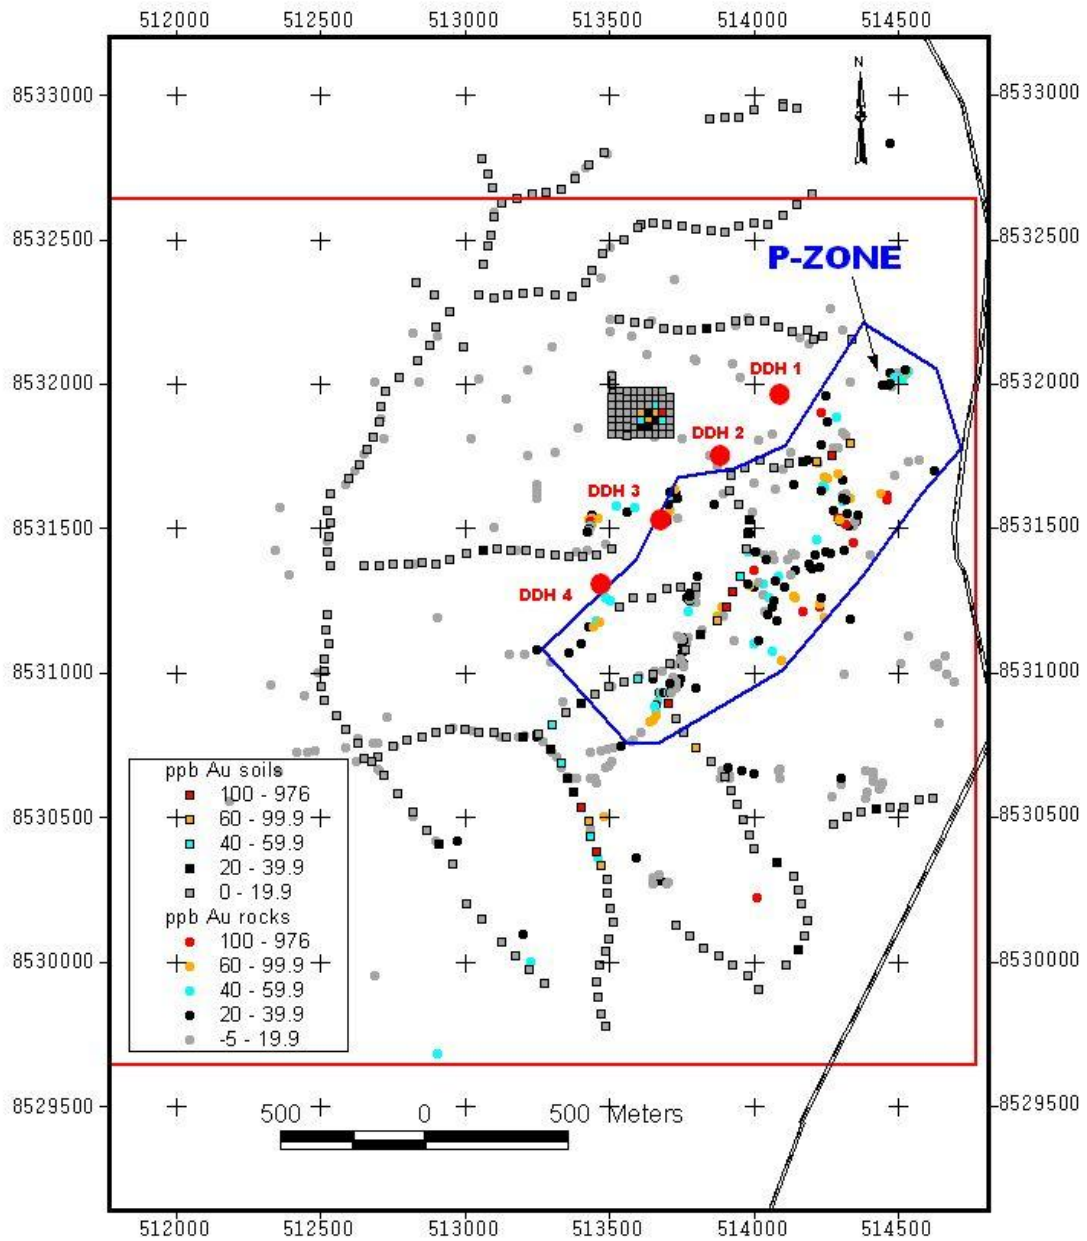 512000 512500 513000 513500 514000 514500
8533000 8533000
N
8532500 8532500
P-ZONE
8532000 8532000
DDH 1
DDH 2
DDH 3
8531500 8531500
DDH 4
8531000 8531000
ppb Au soils
100 - 976
60 - 99.9
40 - 59.9
20 - 39.9
0 - 19.9
8530500 8530500
ppb Au rocks
100 - 976
60 - 99.9
40 - 59.9
20 - 39.9
-5 - 19.9
8530000 8530000
8529500 8529500
500 0 500 Meters
512000 512500 513000 513500 514000 514500